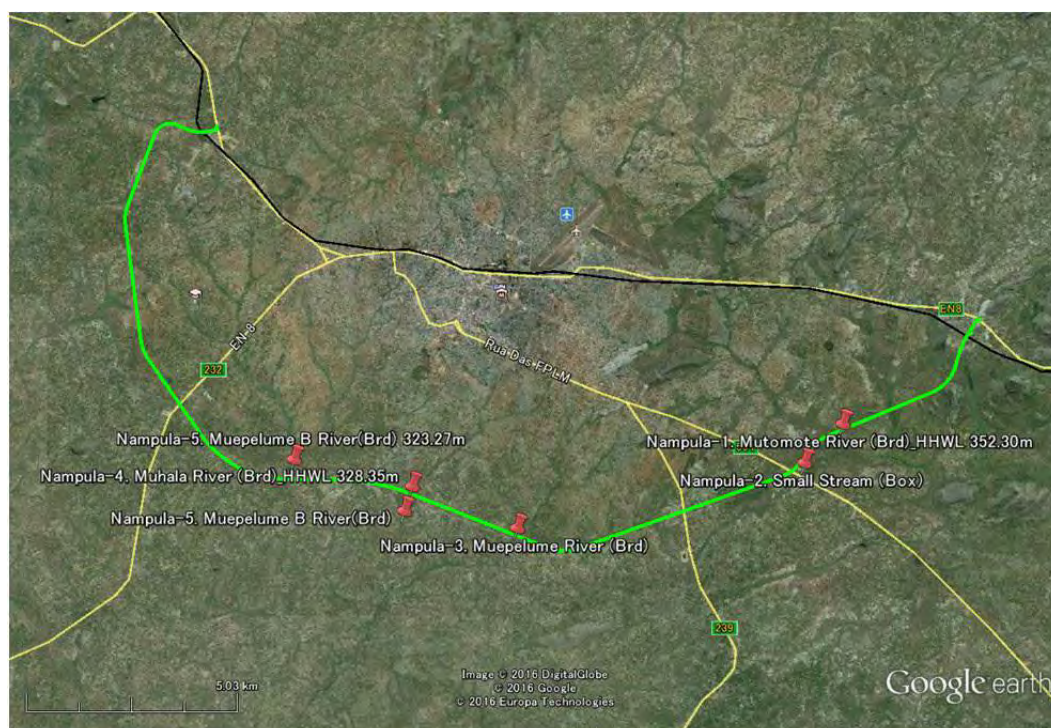 EN8
EN-8
Rua Das FPLM
232
Nampula-5. Muepelume B River(Brd) 323.27m
Nampula-1. Mutomote River (Brd)_HHWL 352.30m
Nampula-4. Muhala River (Brd)_HHWL 328.35m
Nampula-2. Small Stream (Box)
Nampula-5. Muepelume B River(Brd)
Nampula-3. Muepelume River (Brd)
239
5.03 km
Image © 2016 DigitalGlobe
© 2016 Google
© 2016 Europa Technologies
Google earth